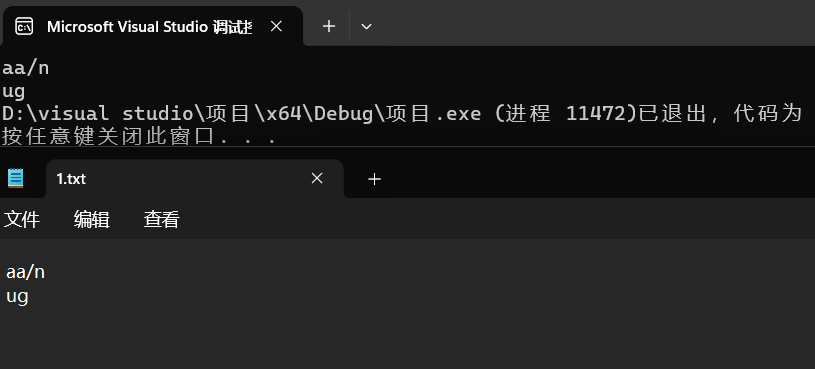 Microsoft Visual Studio 调试
aa/n
ug
D:\visual studio\项目\x64\Debug\项目.exe (进程 11472)已退出，代码为
按任意键关闭此窗口. . .
1.txt
文件 编辑 查看
aa/n
ug